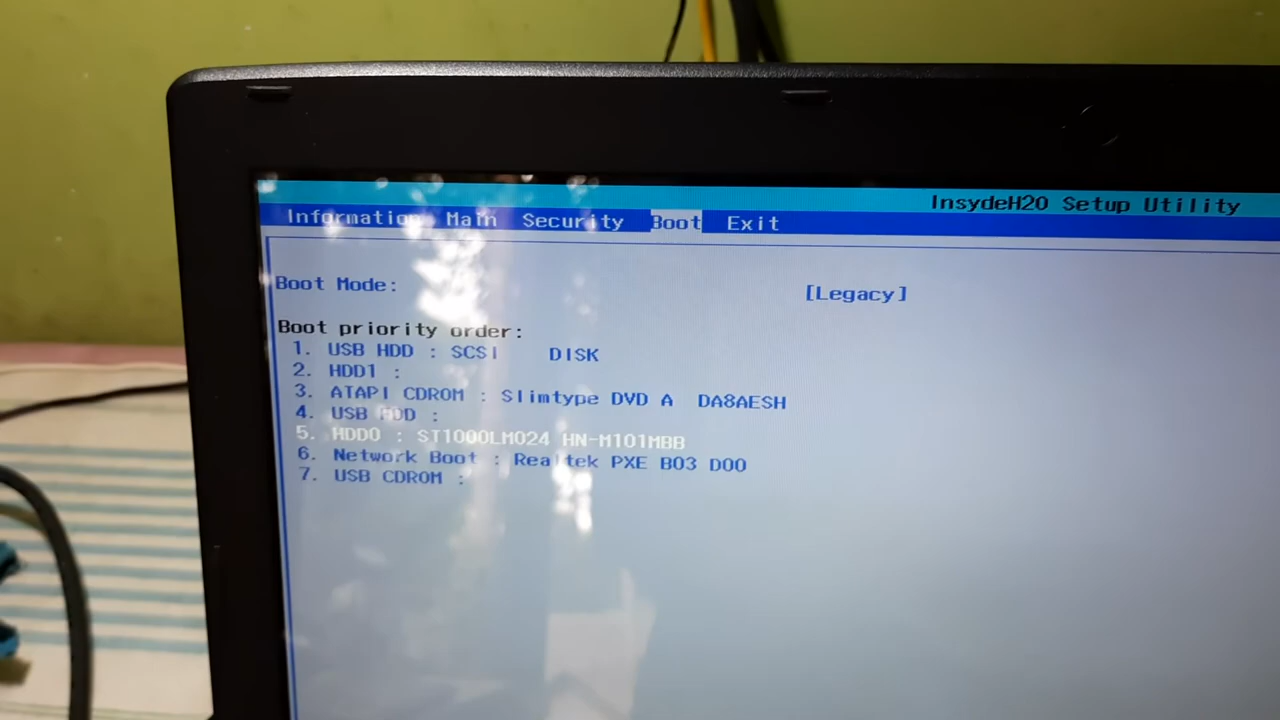 InsydeH20 Setup Utility
Information Main Security Boot Exit
Boot Mode: [Legacy]
Boot priority order:
1. USB HDD : SCSI DISK
2. HDD1 :
3. ATAPI CDROM : Slimtype DVD A DA8AESH
4. USB FDD :
5. HDD0 : ST1000LM024 HN-M101MBB
6. Network Boot : Realtek PXE B03 D00
7. USB CDROM :